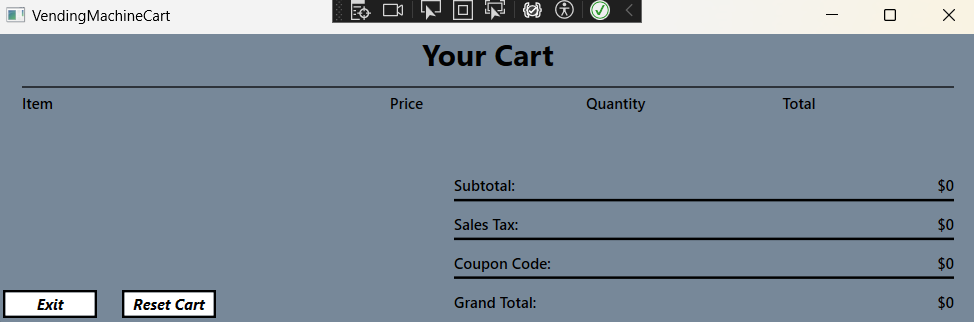 VendingMachineCart
Your Cart
Item Price Quantity Total
Subtotal: $0
Sales Tax: $0
Coupon Code: $0
Grand Total: $0
Exit Reset Cart